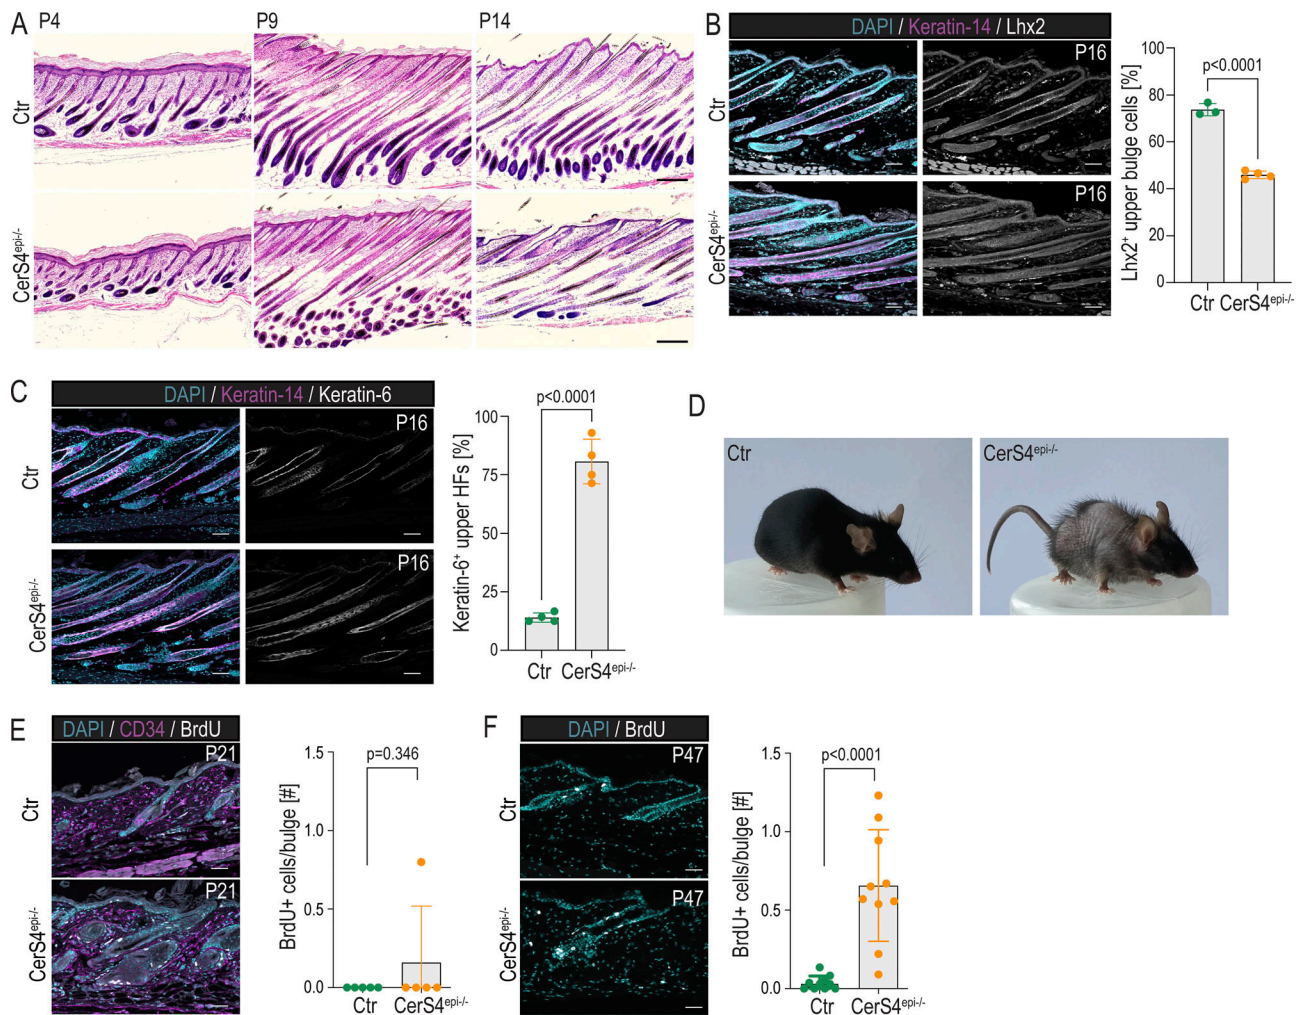 A
P4
P9
P14
Ctr
CerS4epi-/-
B
DAPI / Keratin-14 / Lhx2
P16
P16
Ctr
CerS4epi-/-
Lhx2+ upper bulge cells [%]
100
80
60
40
20
0
p<0.0001
Ctr
CerS4epi-/-
C
DAPI / Keratin-14 / Keratin-6
P16
P16
Ctr
CerS4epi-/-
Keratin-6+ upper HFs [%]
100
75
50
25
0
p<0.0001
Ctr
CerS4epi-/-
D
Ctr
CerS4epi-/-
E
DAPI / CD34 / BrdU
P21
P21
Ctr
CerS4epi-/-
BrdU+ cells/bulge [#]
1.5
1.0
0.5
0.0
p=0.346
Ctr
CerS4epi-/-
F
DAPI / BrdU
P47
P47
Ctr
CerS4epi-/-
BrdU+ cells/bulge [#]
1.5
1.0
0.5
0.0
p<0.0001
Ctr
CerS4epi-/-